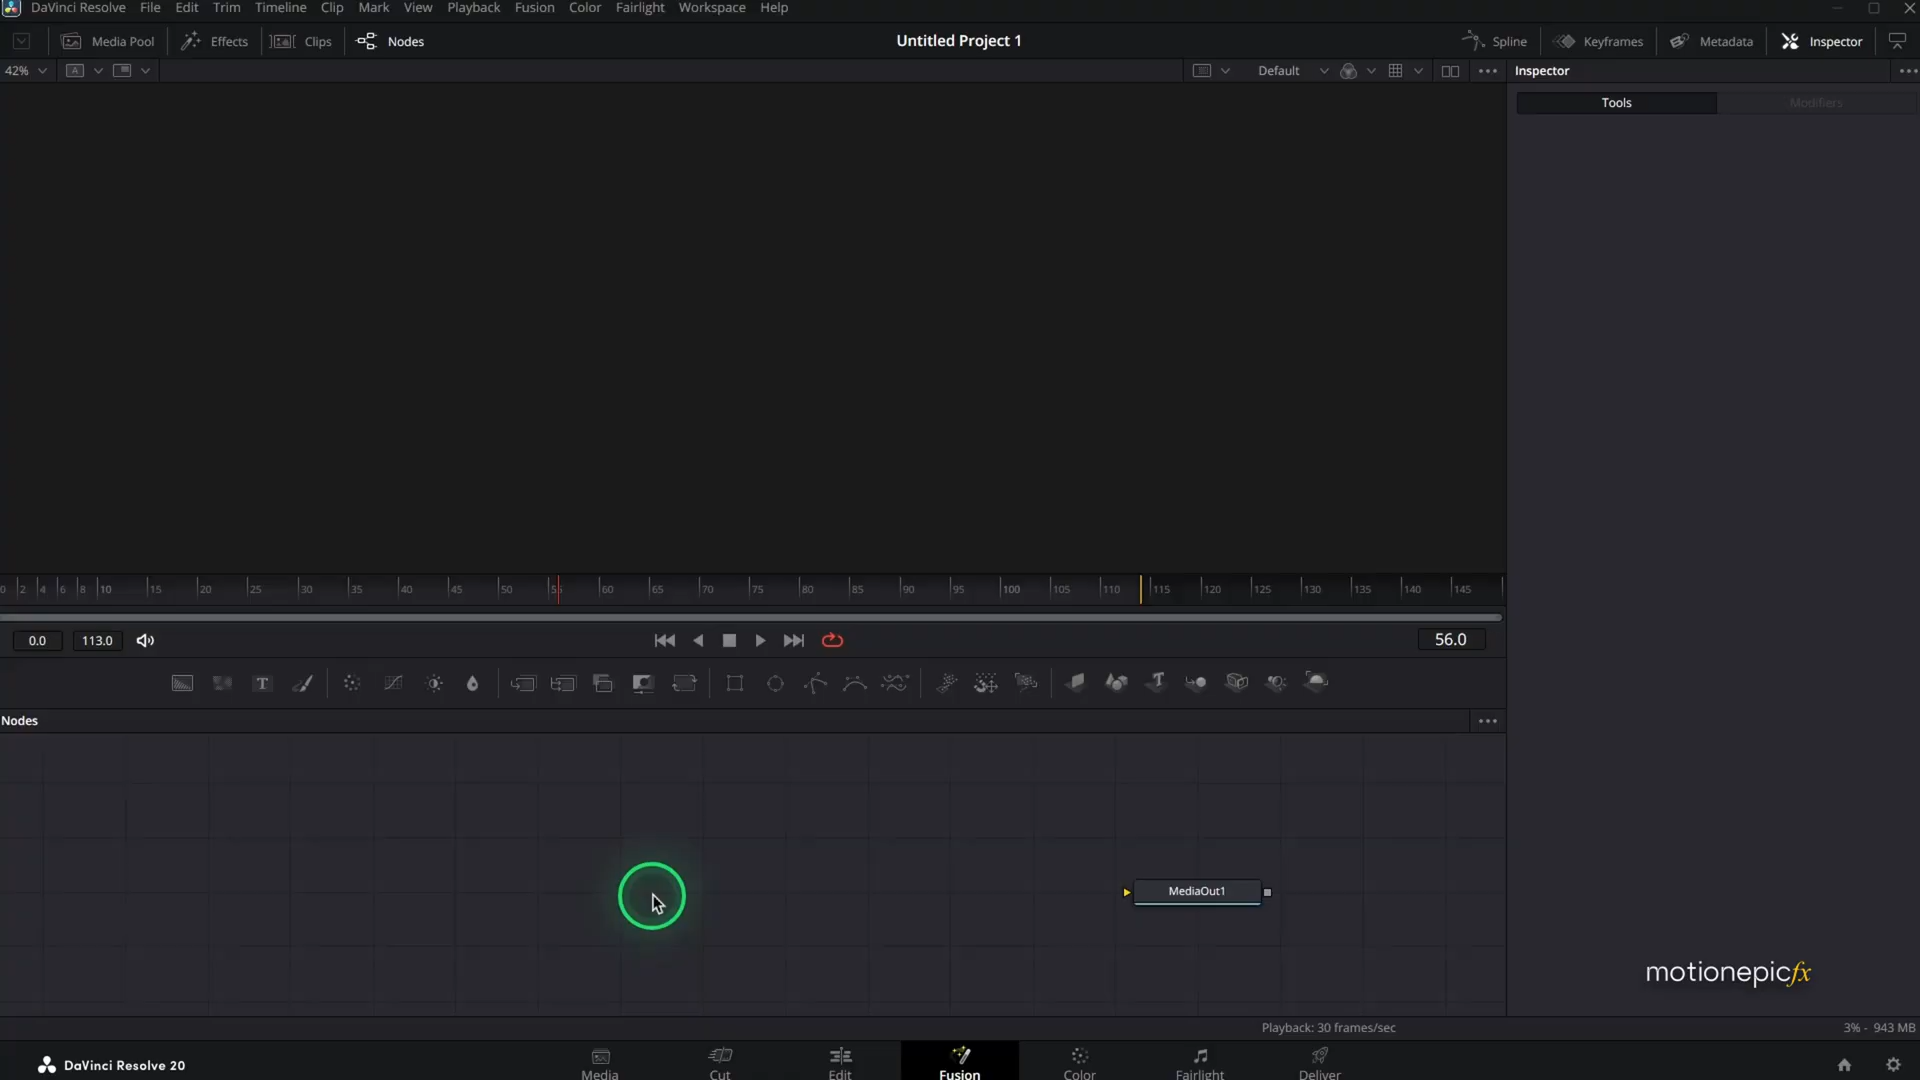 DaVinci Resolve File Edit Trim Timeline Clip Mark View Playback Fusion Color Fairlight Workspace Help
Media Pool Effects Clips Nodes Untitled Project 1 Spline Keyframes Metadata Inspector
42% A Default Inspector
Tools Modifiers
0 2 4 6 8 10 15 20 25 30 35 40 45 50 55 60 65 70 75 80 85 90 95 100 105 110 115 120 125 130 135 140 145
0.0 113.0 56.0
T T
Nodes
MediaOut1
motionepicfx
Playback: 30 frames/sec 3% - 943 MB
DaVinci Resolve 20 Media Cut Edit Fusion Color Fairlight Deliver